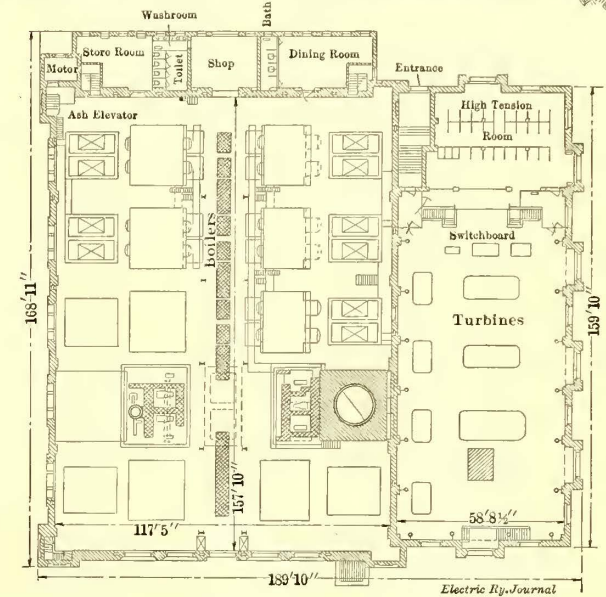 Washroom
Bath
Store Room
Toilet
Shop
Dining Room
Motor
Entrance
High Tension
Room
Ash Elevator
Boilers
Switchboard
Turbines
168'11"
159'10"
157'10"
117'5"
58'8½"
189'10"
Electric Ry. Journal